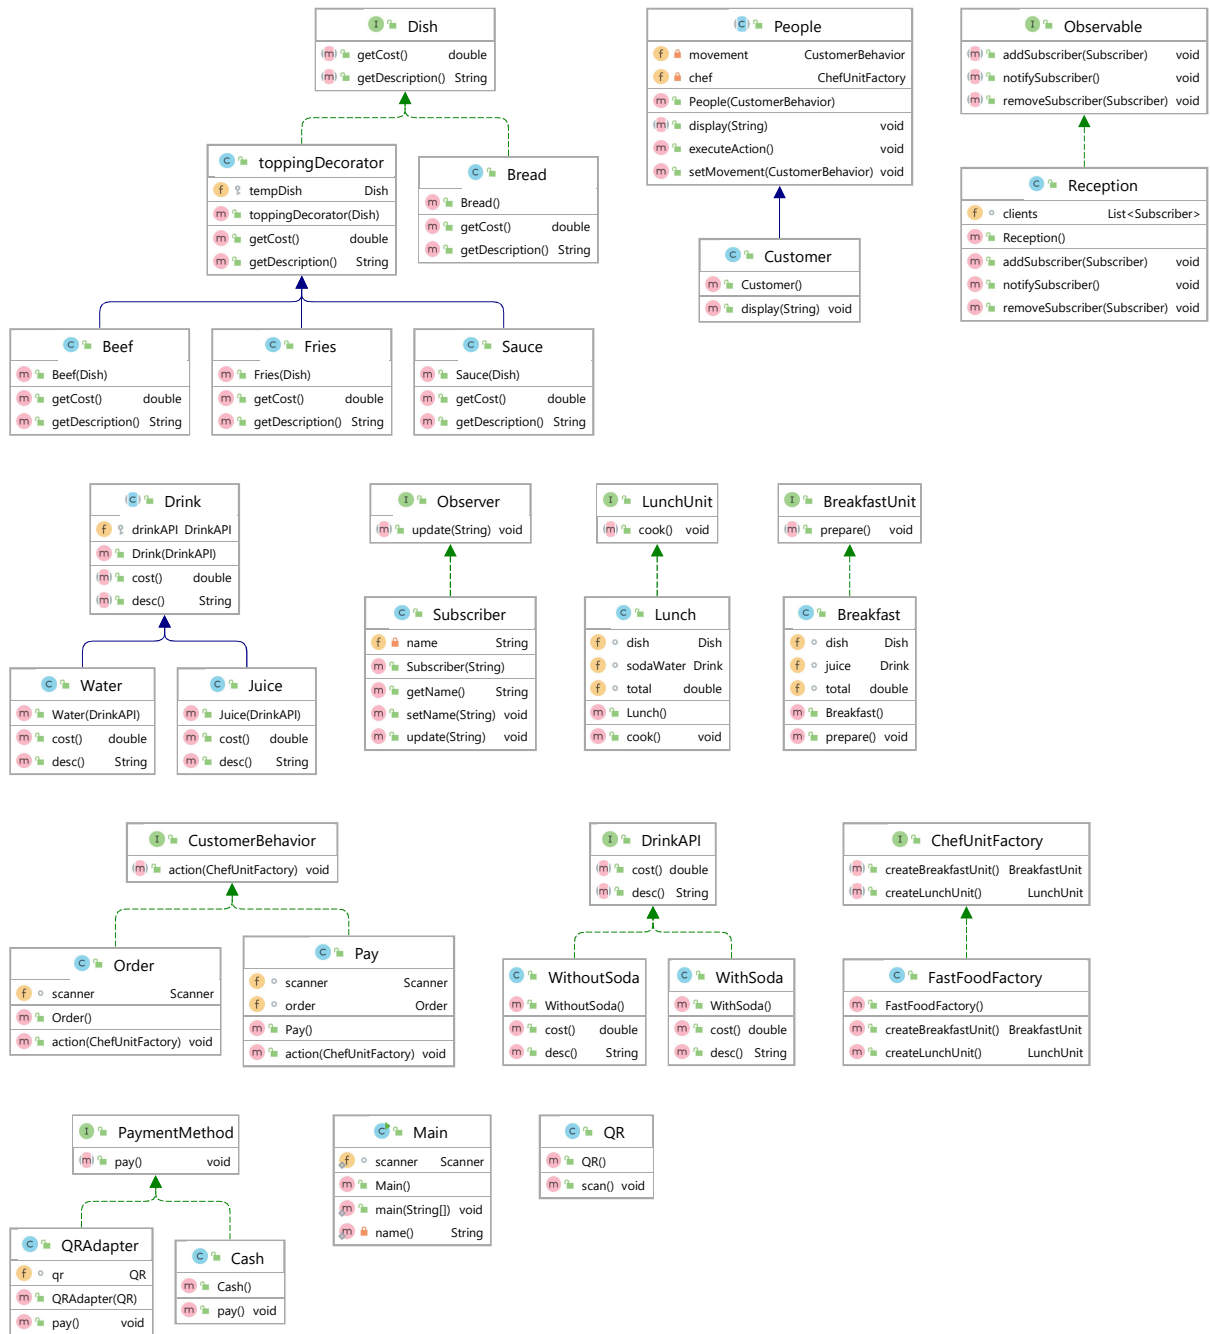 Dish
getCost() double
getDescription() String
People
movement CustomerBehavior
chef ChefUnitFactory
People(CustomerBehavior)
display(String) void
executeAction() void
setMovement(CustomerBehavior) void
Observable
addSubscriber(Subscriber) void
notifySubscriber() void
removeSubscriber(Subscriber) void
toppingDecorator
tempDish Dish
toppingDecorator(Dish)
getCost() double
getDescription() String
Bread
Bread()
getCost() double
getDescription() String
Customer
Customer()
display(String) void
Reception
clients List<Subscriber>
Reception()
addSubscriber(Subscriber) void
notifySubscriber() void
removeSubscriber(Subscriber) void
Beef
Beef(Dish)
getCost() double
getDescription() String
Fries
Fries(Dish)
getCost() double
getDescription() String
Sauce
Sauce(Dish)
getCost() double
getDescription() String
Drink
drinkAPI DrinkAPI
Drink(DrinkAPI)
cost() double
desc() String
Observer
update(String) void
LunchUnit
cook() void
BreakfastUnit
prepare() void
Water
Water(DrinkAPI)
cost() double
desc() String
Juice
Juice(DrinkAPI)
cost() double
desc() String
Subscriber
name String
Subscriber(String)
getName() String
setName(String) void
update(String) void
Lunch
dish Dish
sodaWater Drink
total double
Lunch()
cook() void
Breakfast
dish Dish
juice Drink
total double
Breakfast()
prepare() void
CustomerBehavior
action(ChefUnitFactory) void
DrinkAPI
cost() double
desc() String
ChefUnitFactory
createBreakfastUnit() BreakfastUnit
createLunchUnit() LunchUnit
Order
scanner Scanner
Order()
action(ChefUnitFactory) void
Pay
scanner Scanner
order Order
Pay()
action(ChefUnitFactory) void
WithoutSoda
WithoutSoda()
cost() double
desc() String
WithSoda
WithSoda()
cost() double
desc() String
FastFoodFactory
FastFoodFactory()
createBreakfastUnit() BreakfastUnit
createLunchUnit() LunchUnit
PaymentMethod
pay() void
Main
scanner Scanner
Main()
main(String[]) void
name() String
QR
QR()
scan() void
QRAdapter
qr QR
QRAdapter(QR)
pay() void
Cash
Cash()
pay() void